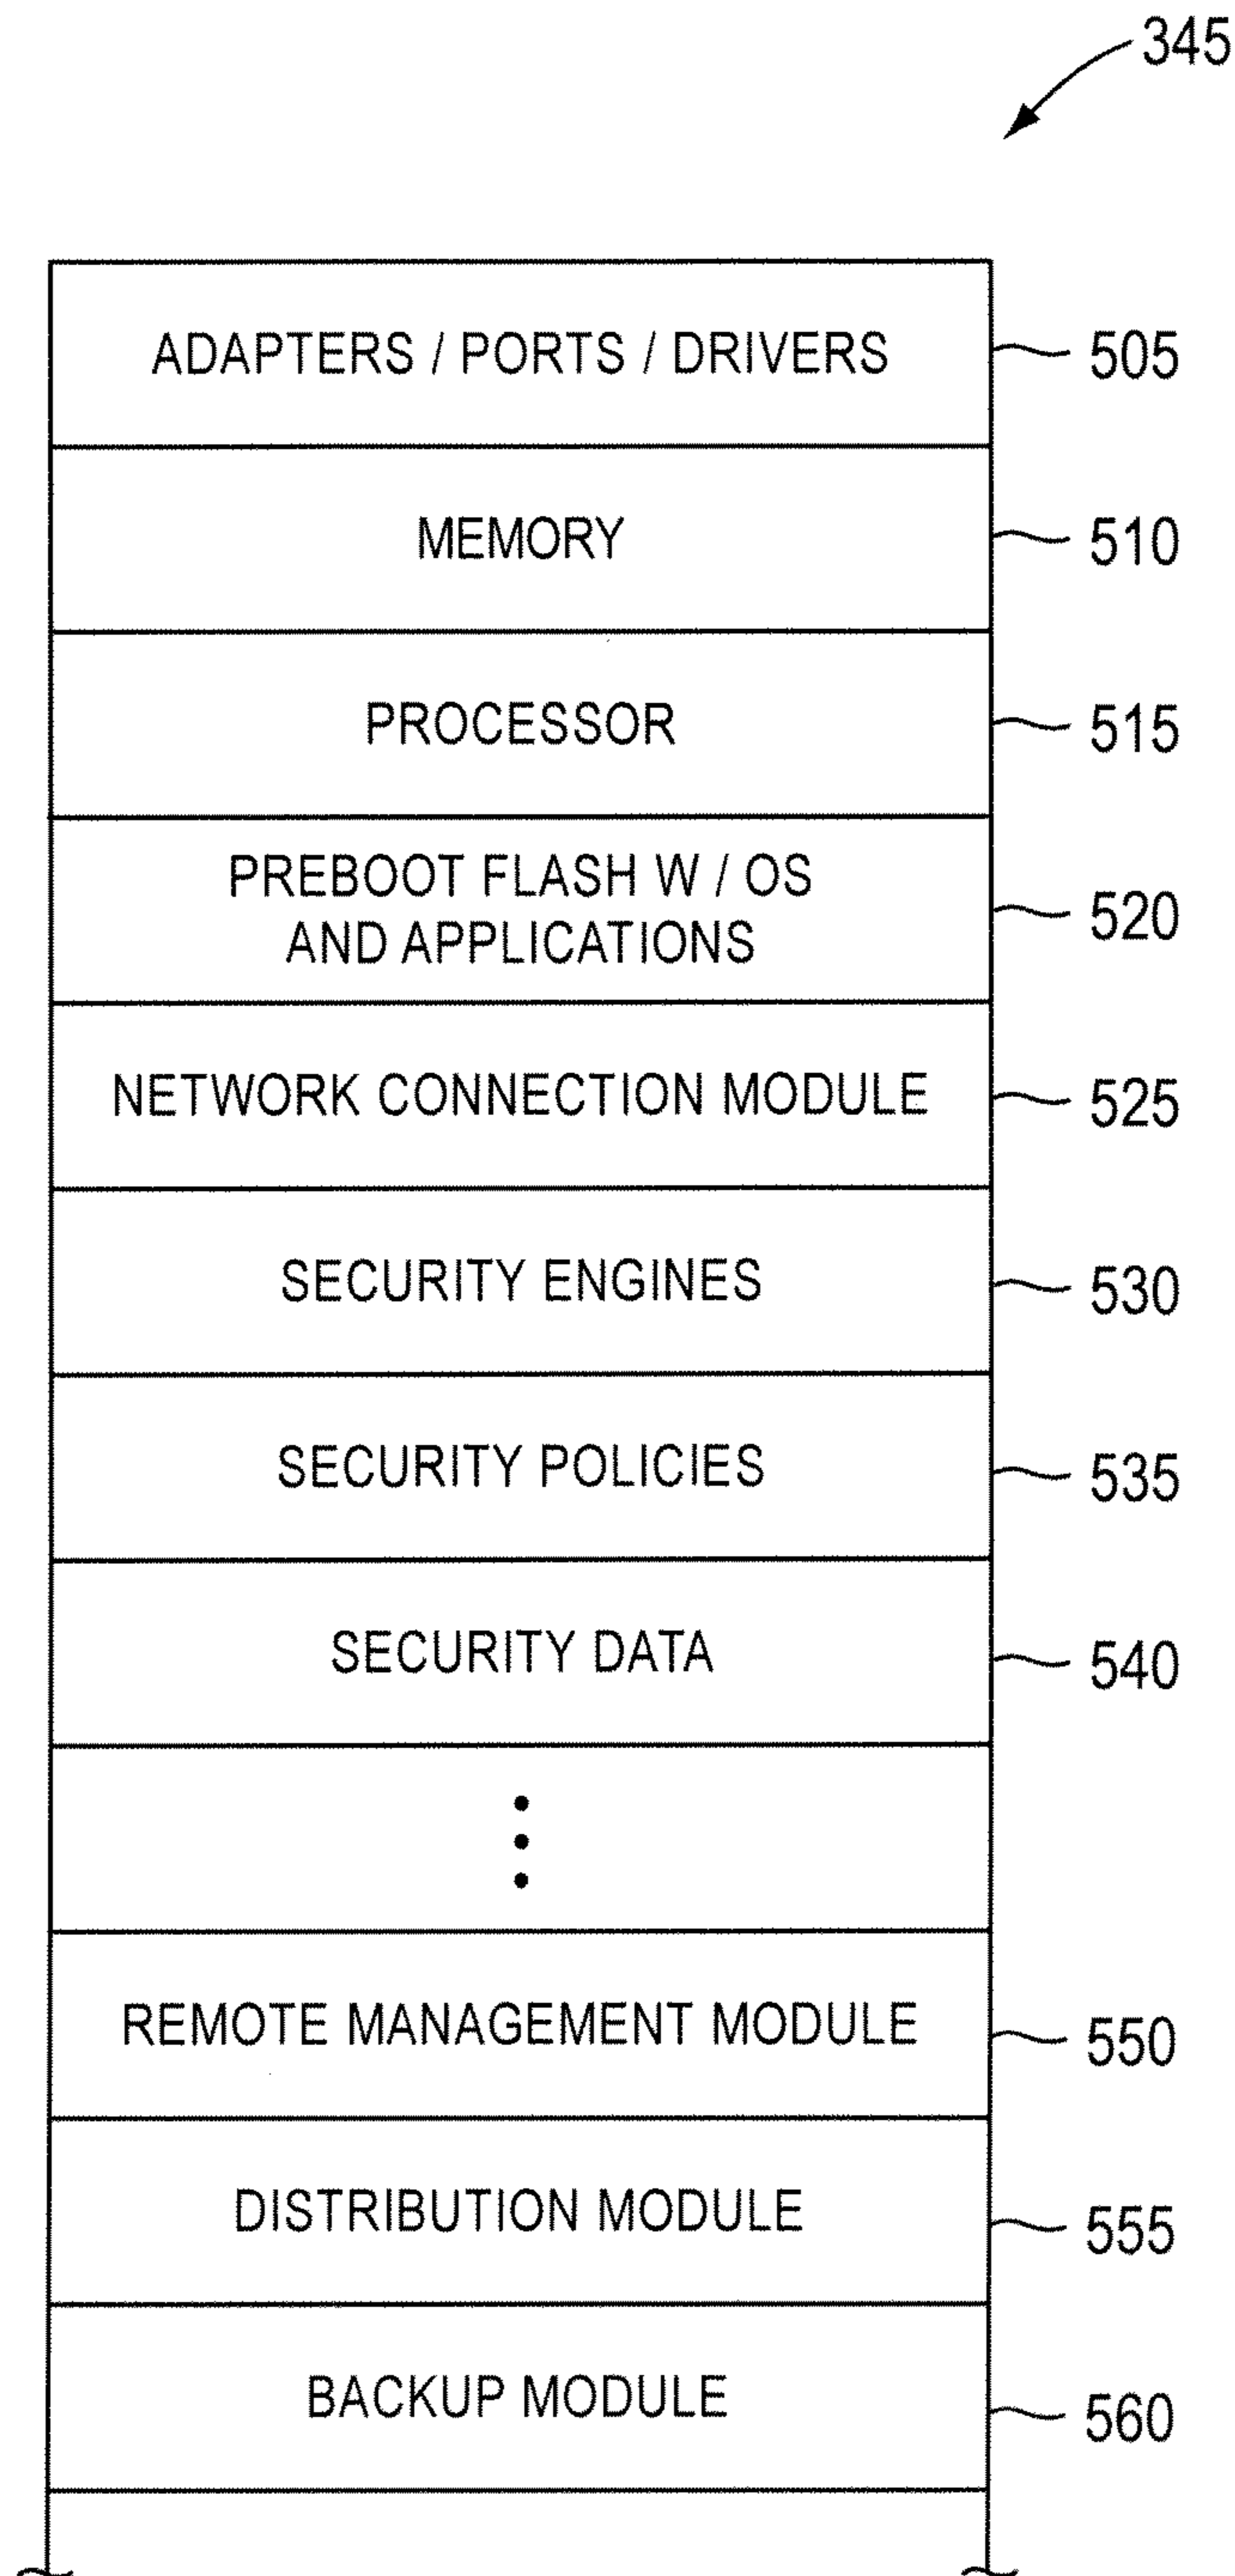 345
ADAPTERS / PORTS / DRIVERS
505
MEMORY
510
PROCESSOR
515
PREBOOT FLASH W / OS
AND APPLICATIONS
520
NETWORK CONNECTION MODULE
525
SECURITY ENGINES
530
SECURITY POLICIES
535
SECURITY DATA
540
REMOTE MANAGEMENT MODULE
550
DISTRIBUTION MODULE
555
BACKUP MODULE
560